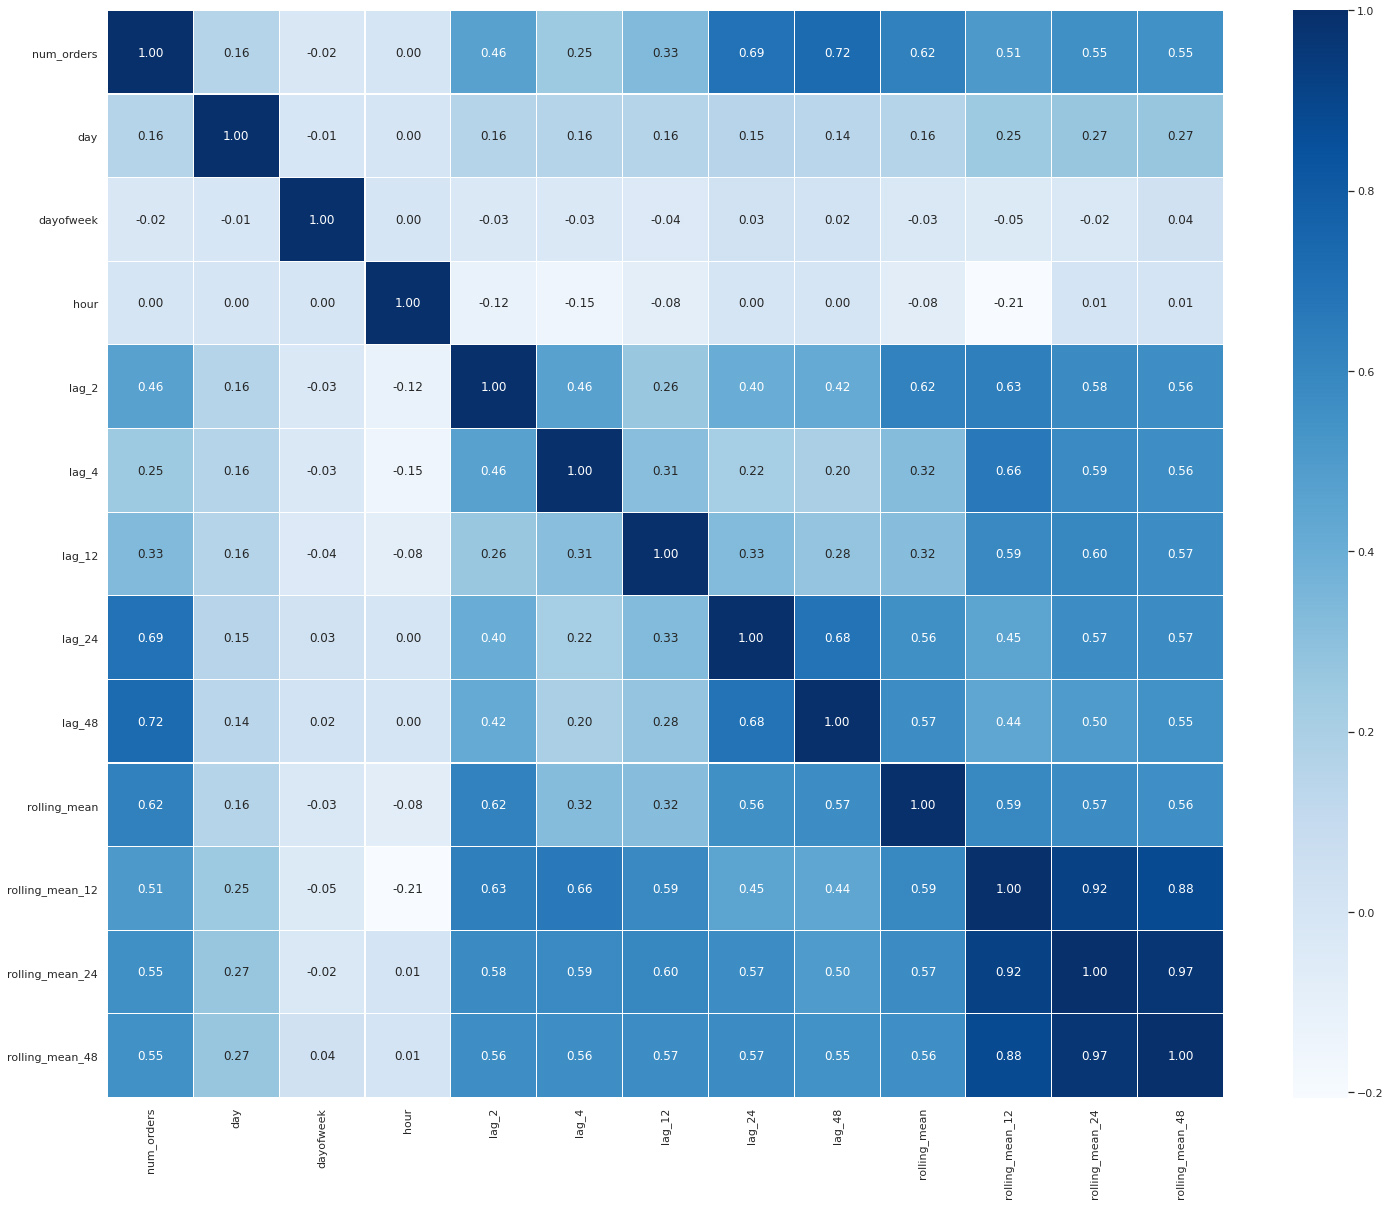 num_orders 1.00 0.16 -0.02 0.00 0.46 0.25 0.33 0.69 0.72 0.62 0.51 0.55 0.55
day 0.16 1.00 -0.01 0.00 0.16 0.16 0.16 0.15 0.14 0.16 0.25 0.27 0.27
dayofweek -0.02 -0.01 1.00 0.00 -0.03 -0.03 -0.04 0.03 0.02 -0.03 -0.05 -0.02 0.04
hour 0.00 0.00 0.00 1.00 -0.12 -0.15 -0.08 0.00 0.00 -0.08 -0.21 0.01 0.01
lag_2 0.46 0.16 -0.03 -0.12 1.00 0.46 0.26 0.40 0.42 0.62 0.63 0.58 0.56
lag_4 0.25 0.16 -0.03 -0.15 0.46 1.00 0.31 0.22 0.20 0.32 0.66 0.59 0.56
lag_12 0.33 0.16 -0.04 -0.08 0.26 0.31 1.00 0.33 0.28 0.32 0.59 0.60 0.57
lag_24 0.69 0.15 0.03 0.00 0.40 0.22 0.33 1.00 0.68 0.56 0.45 0.57 0.57
lag_48 0.72 0.14 0.02 0.00 0.42 0.20 0.28 0.68 1.00 0.57 0.44 0.50 0.55
rolling_mean 0.62 0.16 -0.03 -0.08 0.62 0.32 0.32 0.56 0.57 1.00 0.59 0.57 0.56
rolling_mean_12 0.51 0.25 -0.05 -0.21 0.63 0.66 0.59 0.45 0.44 0.59 1.00 0.92 0.88
rolling_mean_24 0.55 0.27 -0.02 0.01 0.58 0.59 0.60 0.57 0.50 0.57 0.92 1.00 0.97
rolling_mean_48 0.55 0.27 0.04 0.01 0.56 0.56 0.57 0.57 0.55 0.56 0.88 0.97 1.00
num_orders day dayofweek hour lag_2 lag_4 lag_12 lag_24 lag_48 rolling_mean rolling_mean_12 rolling_mean_24 rolling_mean_48
1.0
0.8
0.6
0.4
0.2
0.0
−0.2